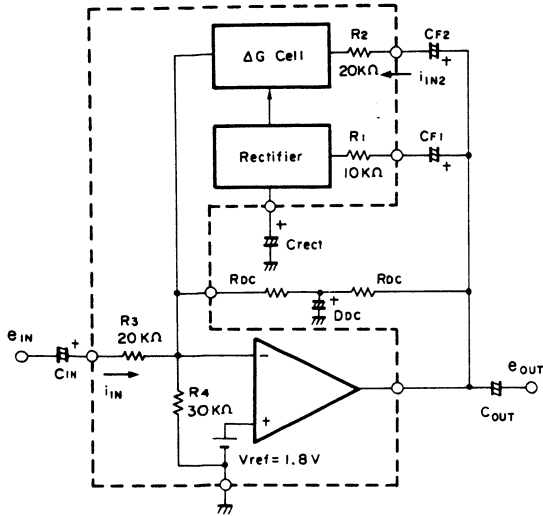 R2
CF2
ΔG Cell
+
20KΩ
iIN2
R1
CF1
Rectifier
10KΩ
+
+
Crect
RDC
RDC
+
DDC
eIN
R3
20KΩ
+
CIN
iIN
R4
30KΩ
−
+
eOUT
COUT
Vref=1.8V